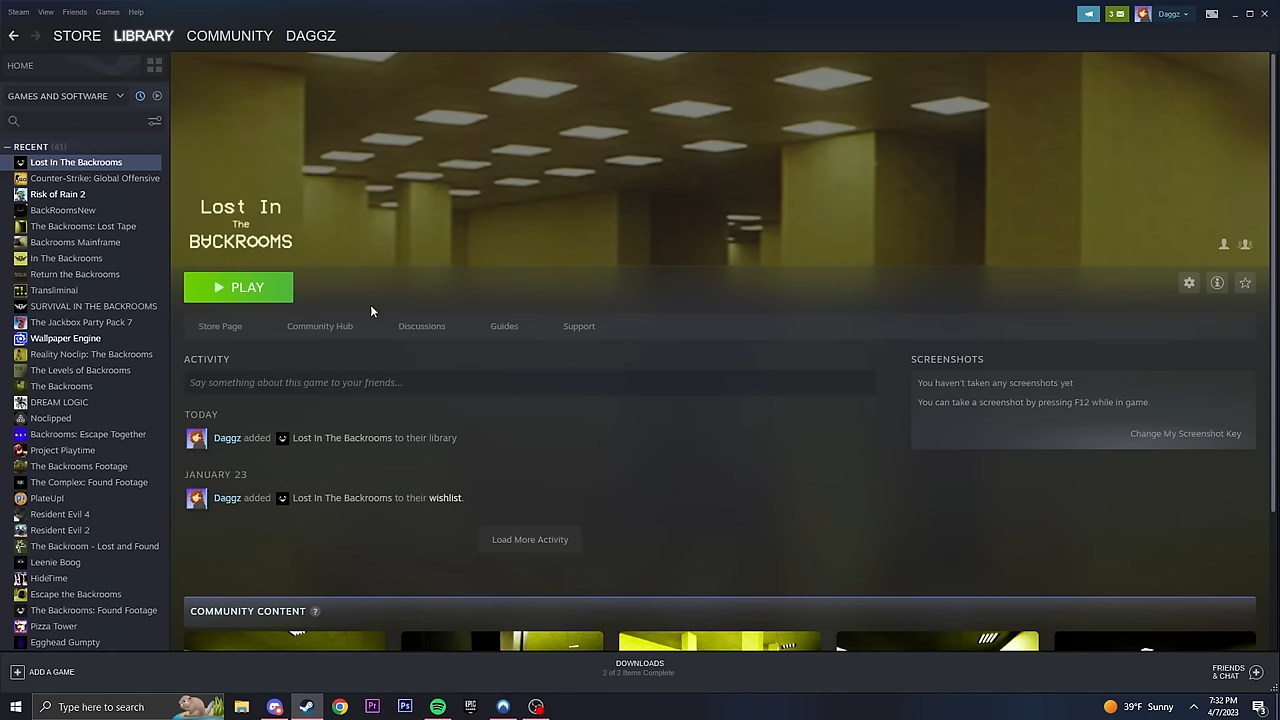 Steam View Friends Games Help
3 Daggz
STORE LIBRARY COMMUNITY DAGGZ
HOME
GAMES AND SOFTWARE
RECENT (41)
Lost In The Backrooms
Counter-Strike: Global Offensive
Risk of Rain 2
BackRoomsNew
The Backrooms: Lost Tape
Backrooms Mainframe
In The Backrooms
Return the Backrooms
Transliminal
SURVIVAL IN THE BACKROOMS
The Jackbox Party Pack 7
Wallpaper Engine
Reality Noclip: The Backrooms
The Levels of Backrooms
The Backrooms
DREAM LOGIC
Noclipped
Backrooms: Escape Together
Project Playtime
The Backrooms Footage
The Complex: Found Footage
PlateUp!
Resident Evil 4
Resident Evil 2
The Backroom - Lost and Found
Leenie Boog
HideTime
Escape the Backrooms
The Backrooms: Found Footage
Pizza Tower
Egghead Gumpty
Lost In
The
BACKROOMS
PLAY
Store Page Community Hub Discussions Guides Support
ACTIVITY
Say something about this game to your friends...
TODAY
Daggz added Lost In The Backrooms to their library
JANUARY 23
Daggz added Lost In The Backrooms to their wishlist.
Load More Activity
SCREENSHOTS
You haven't taken any screenshots yet
You can take a screenshot by pressing F12 while in game.
Change My Screenshot Key
COMMUNITY CONTENT ?
ADD A GAME
DOWNLOADS
2 of 2 Items Complete
FRIENDS
& CHAT
Type here to search
Pr
Ps
EPIC
39°F Sunny
7:32 PM
4/7/2023